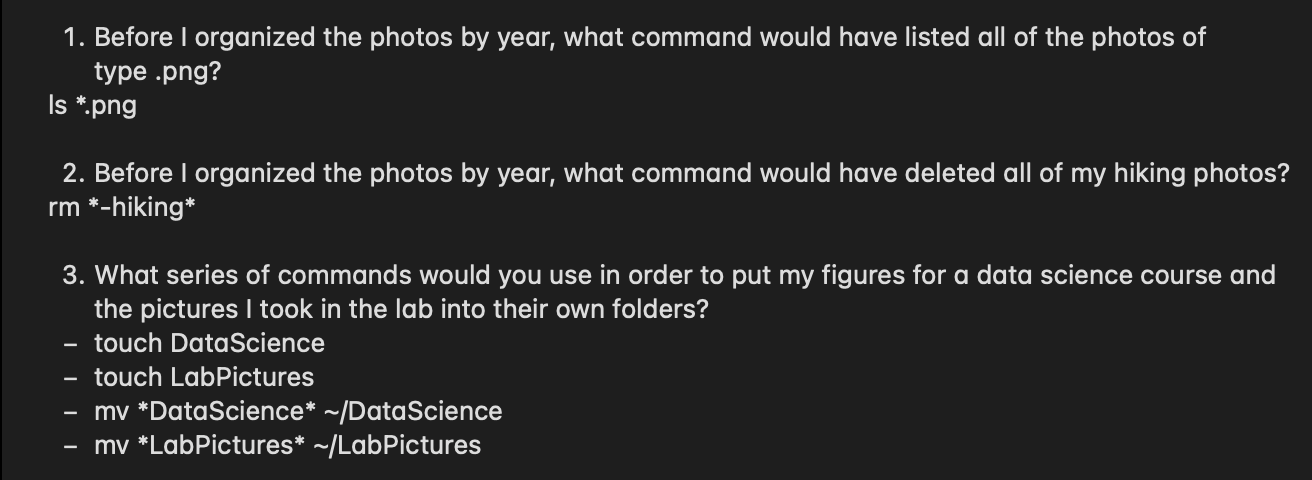 1. Before I organized the photos by year, what command would have listed all of the photos of
type .png?
ls *.png
2. Before I organized the photos by year, what command would have deleted all of my hiking photos?
rm *-hiking*
3. What series of commands would you use in order to put my figures for a data science course and
the pictures I took in the lab into their own folders?
– touch DataScience
– touch LabPictures
– mv *DataScience* ~/DataScience
– mv *LabPictures* ~/LabPictures